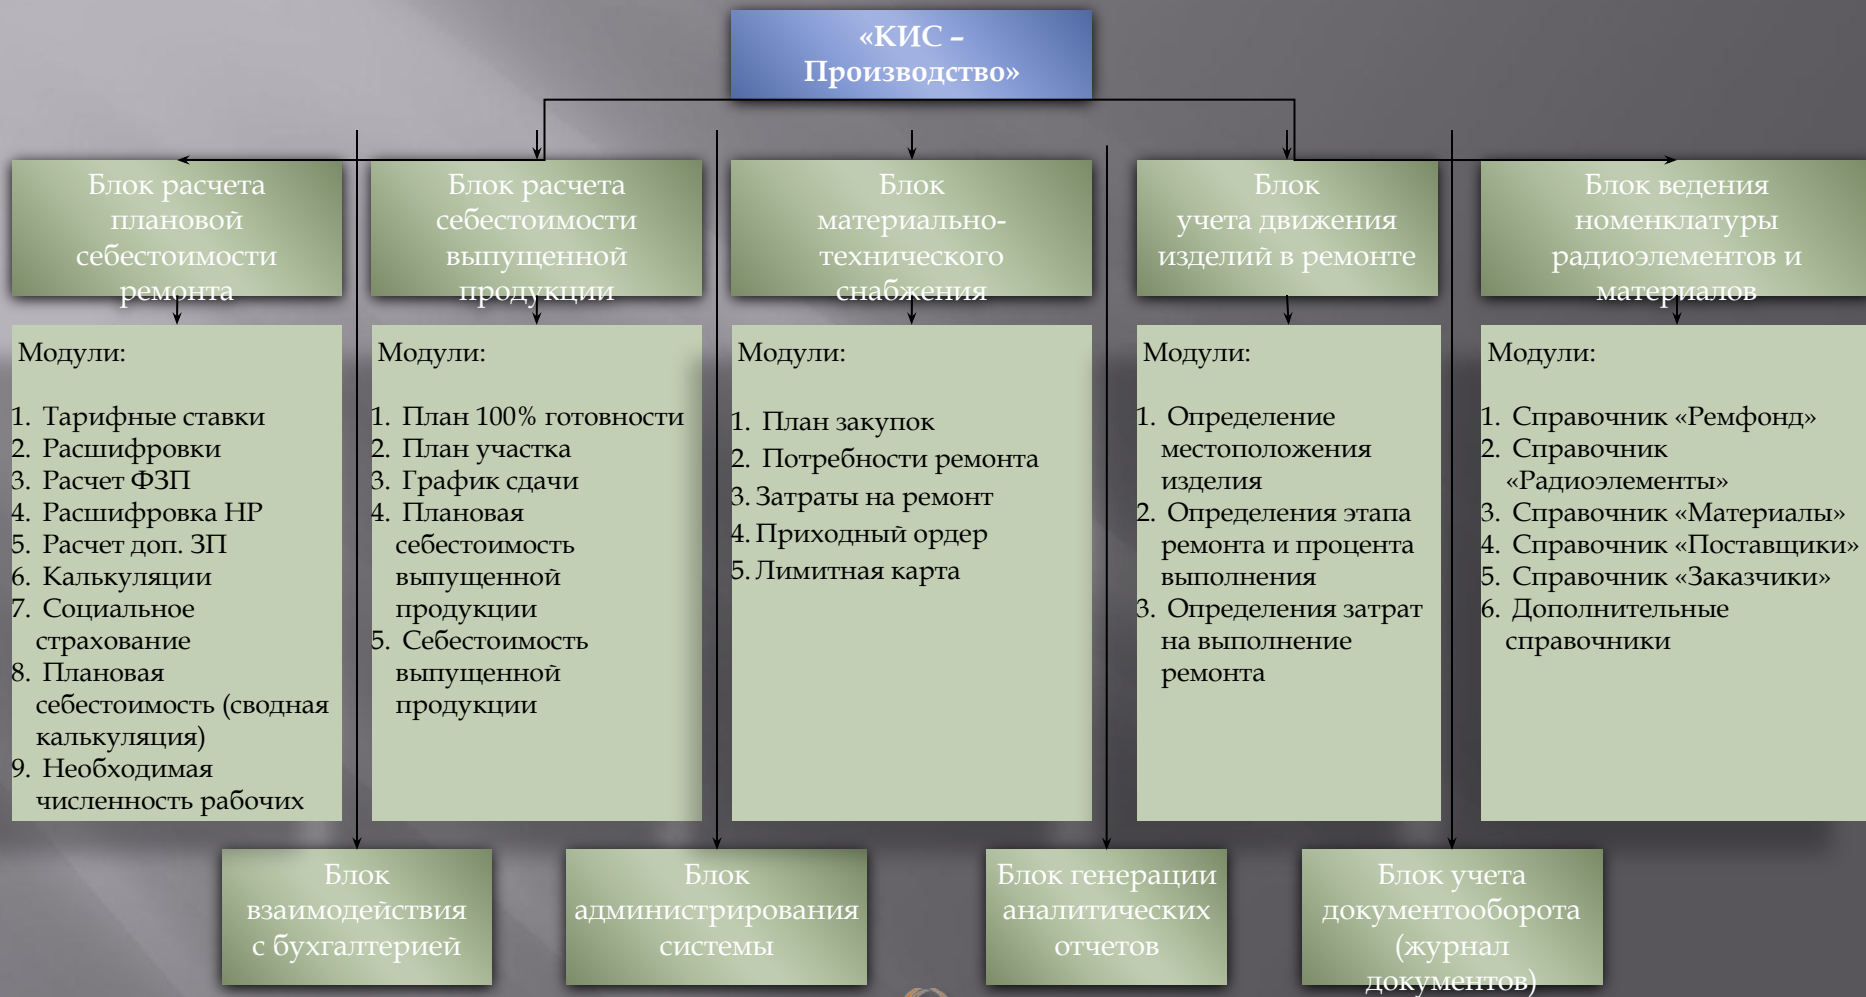 «КИС –
Производство»
Блок расчета
плановой
себестоимости
ремонта
Блок расчета
себестоимости
выпущенной
продукции
Блок
материально-
технического
снабжения
Блок
учета движения
изделий в ремонте
Блок ведения
номенклатуры
радиоэлементов и
материалов
Модули:
1. Тарифные ставки
2. Расшифровки
3. Расчет ФЗП
4. Расшифровка НР
5. Расчет доп. ЗП
6. Калькуляции
7. Социальное
страхование
8. Плановая
себестоимость (сводная
калькуляция)
9. Необходимая
численность рабочих
Модули:
1. План 100% готовности
2. План участка
3. График сдачи
4. Плановая
себестоимость
выпущенной
продукции
5. Себестоимость
выпущенной
продукции
Модули:
1. План закупок
2. Потребности ремонта
3. Затраты на ремонт
4. Приходный ордер
5. Лимитная карта
Модули:
1. Определение
местоположения
изделия
2. Определения этапа
ремонта и процента
выполнения
3. Определения затрат
на выполнение
ремонта
Модули:
1. Справочник «Ремфонд»
2. Справочник
«Радиоэлементы»
3. Справочник «Материалы»
4. Справочник «Поставщики»
5. Справочник «Заказчики»
6. Дополнительные
справочники
Блок
взаимодействия
с бухгалтерией
Блок
администрирования
системы
Блок генерации
аналитических
отчетов
Блок учета
документооборота
(журнал
документов)